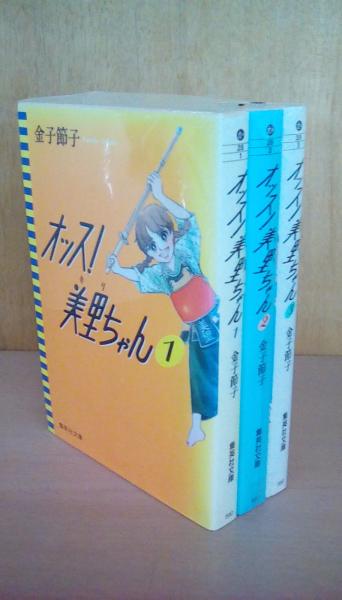 金子節子
オッス!
美里ちゃん
み
り
1
集英社文庫
オッス!美里ちゃん 1 金子節子
集英社文庫
オッス!美里ちゃん 2 金子節子
集英社文庫
オッス!美里ちゃん 3 金子節子
集英社文庫